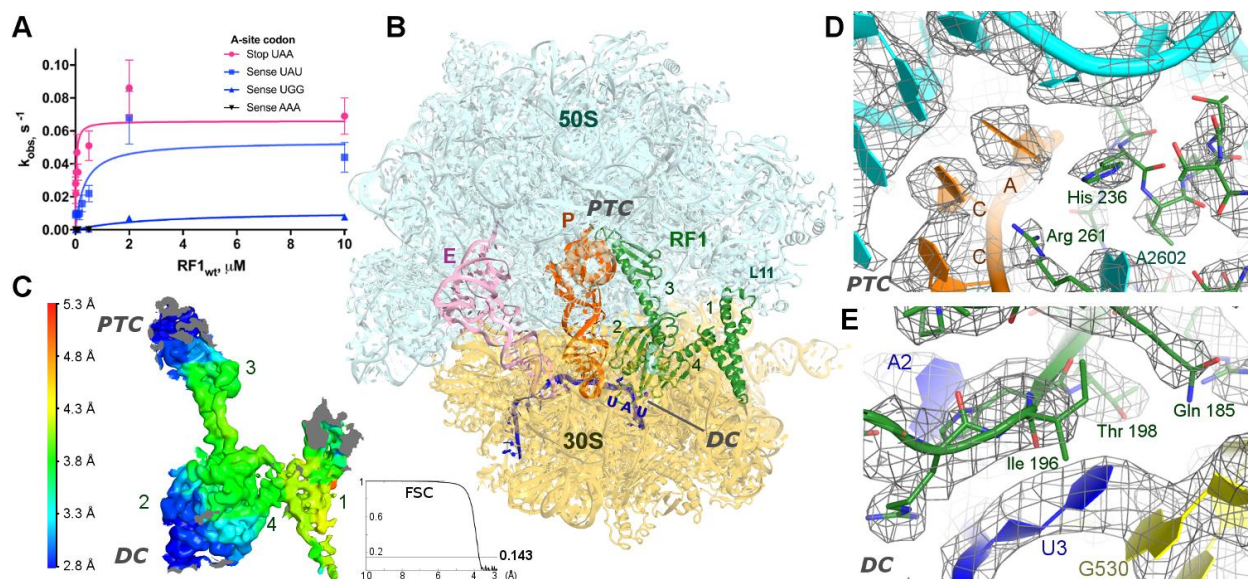 A
A-site codon
Stop UAA
Sense UAU
Sense UGG
Sense AAA
0.10
0.08
0.06
0.04
0.02
0.00
kobs, s-1
0 2 4 6 8 10
RF1wt, μM
B
50S
PTC
P
E
RF1
L11
3
1
2
4
U A U
DC
30S
C
5.3 Å
4.8 Å
4.3 Å
3.8 Å
3.3 Å
2.8 Å
PTC
3
2
1
4
DC
FSC
1
0.6
0.2
0.143
10 8 6 4 3 (Å)
D
A
C
C
His 236
Arg 261
A2602
PTC
E
A2
Gln 185
Thr 198
Ile 196
U3
G530
DC